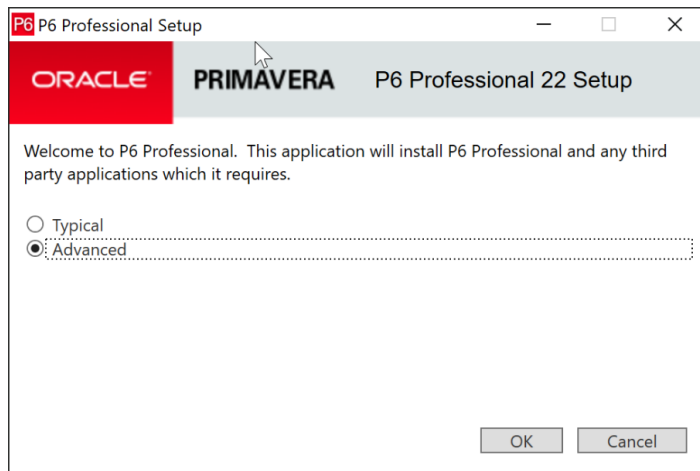 P6 P6 Professional Setup
ORACLE PRIMAVERA P6 Professional 22 Setup
Welcome to P6 Professional. This application will install P6 Professional and any third
party applications which it requires.
Typical
Advanced
OK Cancel